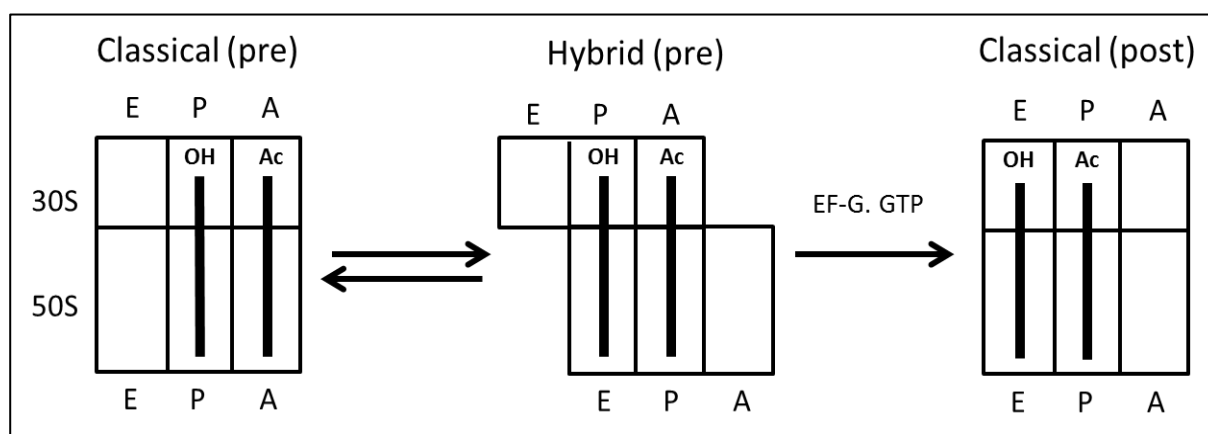 Classical (pre)
Hybrid (pre)
Classical (post)
E P A
E P A
E P A
OH Ac
OH Ac
OH Ac
30S
EF-G. GTP
50S
E P A
E P A
E P A